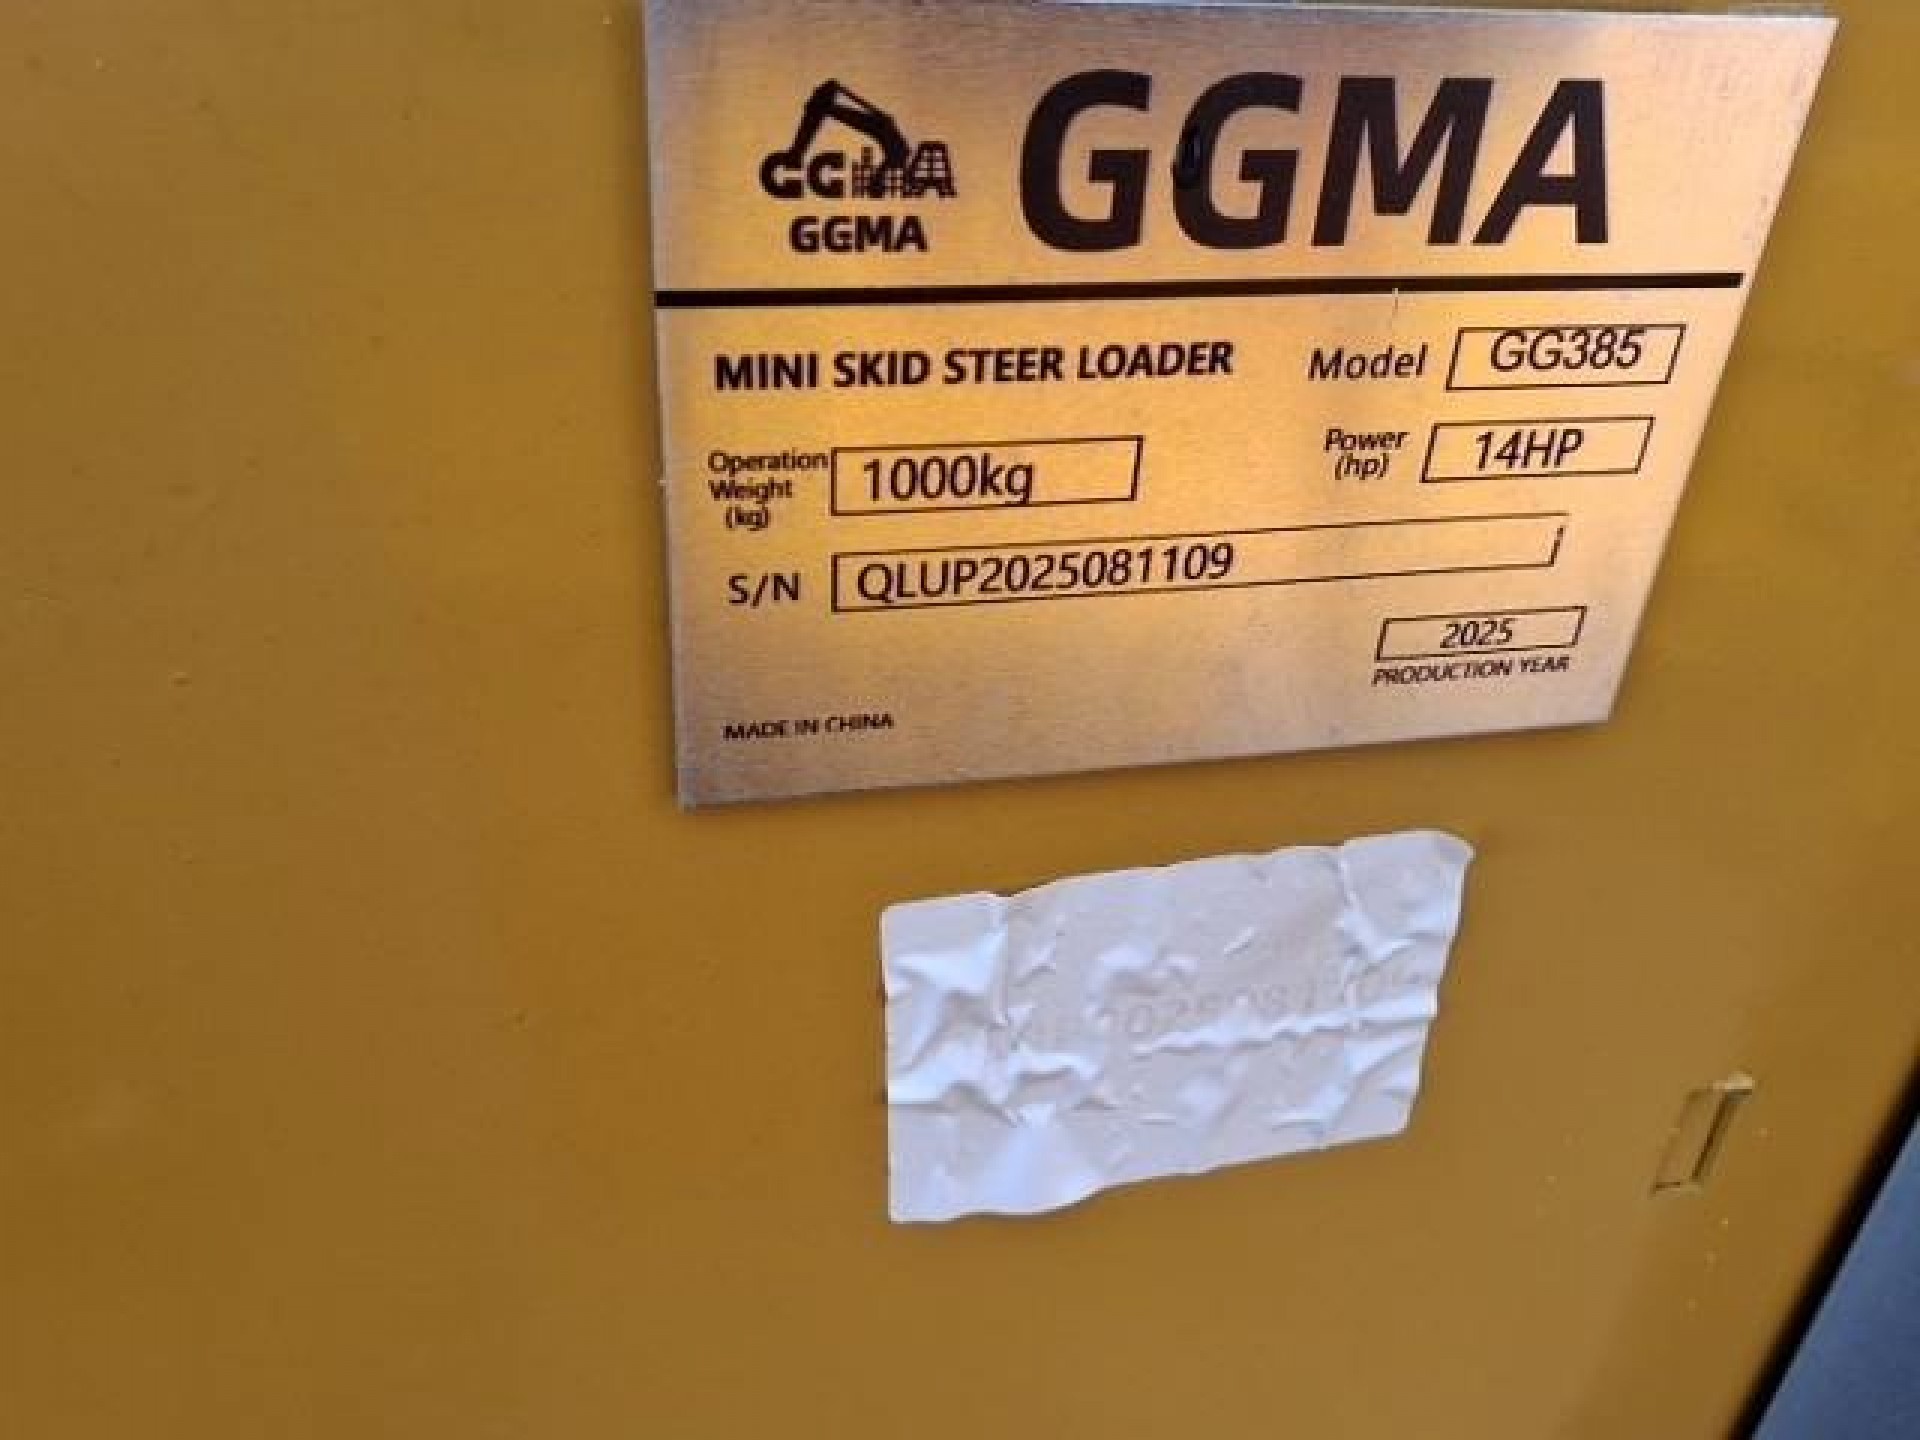 GGMA
GGMA
GGMA
MINI SKID STEER LOADER
Model GG385
Operation Weight (kg) 1000kg
Power (hp) 14HP
S/N QLUP2025081109
2025
PRODUCTION YEAR
MADE IN CHINA